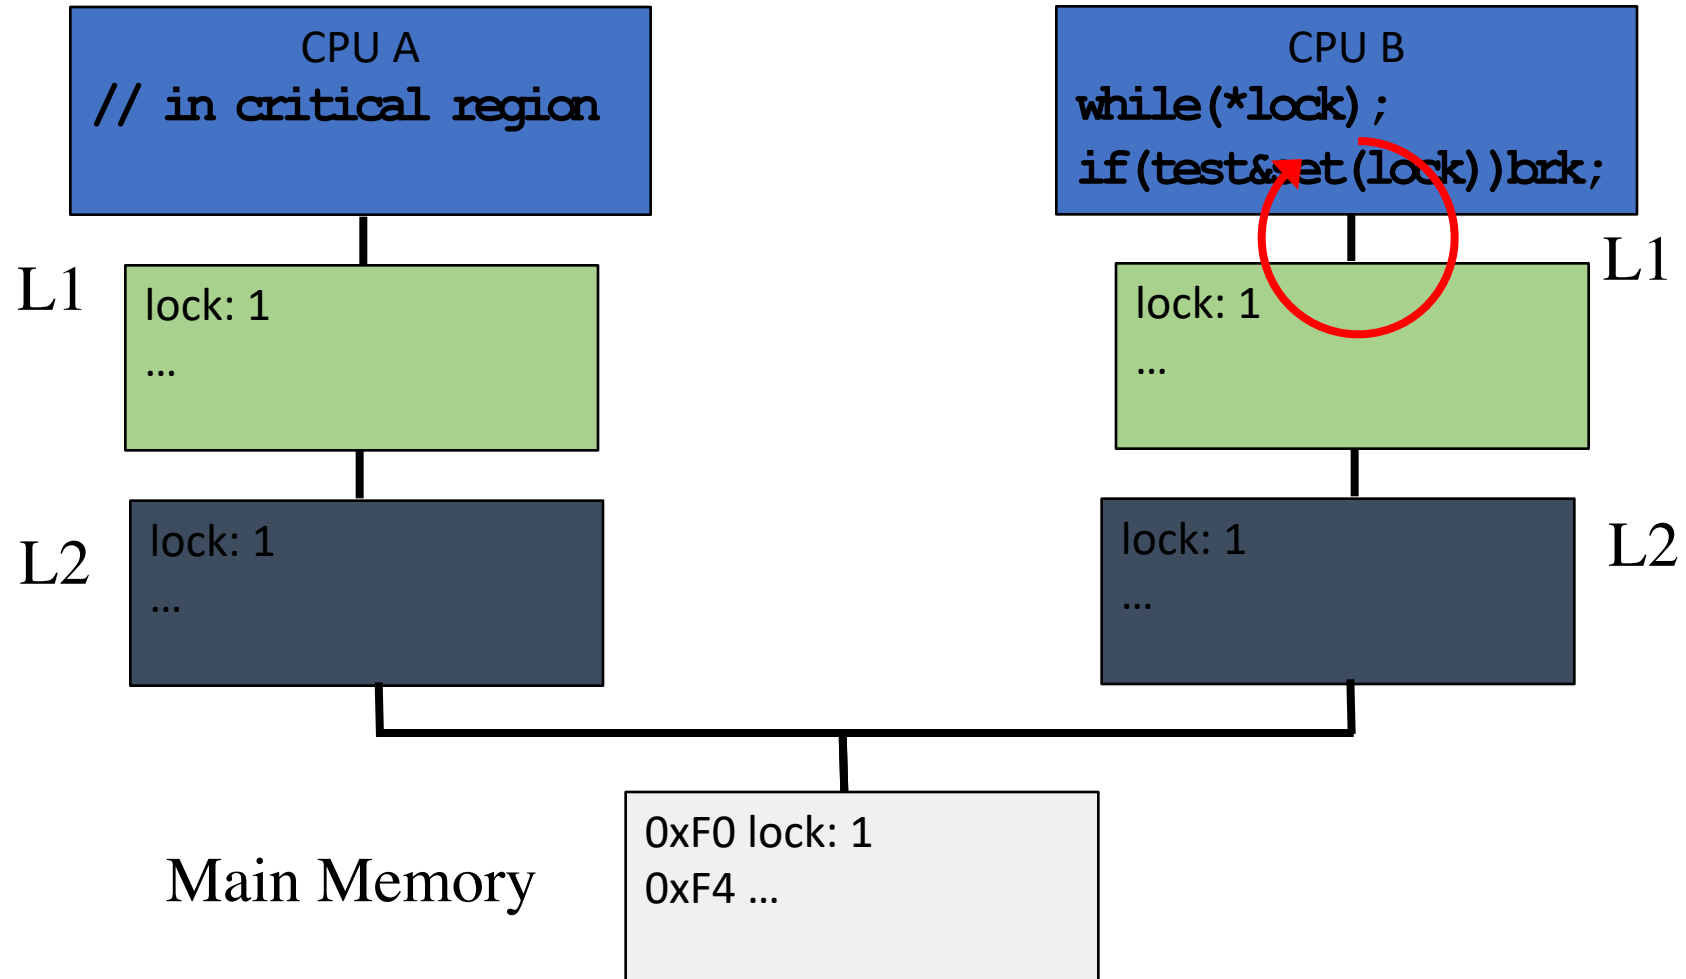 CPU A
// in critical region
CPU B
while(*lock);
if(test&set(lock))brk;
L1
lock: 1
…
lock: 1
…
L1
L2
lock: 1
…
lock: 1
…
L2
Main Memory
0xF0 lock: 1
0xF4 …